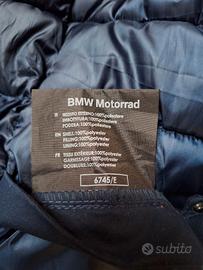 BMW Motorrad
IT TESSUTO ESTERNO:100%poliestere
IMBOTTITURA:100%poliestere
FODERA:100%poliestere
EN SHELL:100%polyester
FILLING:100%polyester
LINING:100%polyester
FR TISSU EXTÉRIEUR:100%polyester
GARNISSAGE:100%polyester
DOUBLURE:100%polyester
6745/E
subito